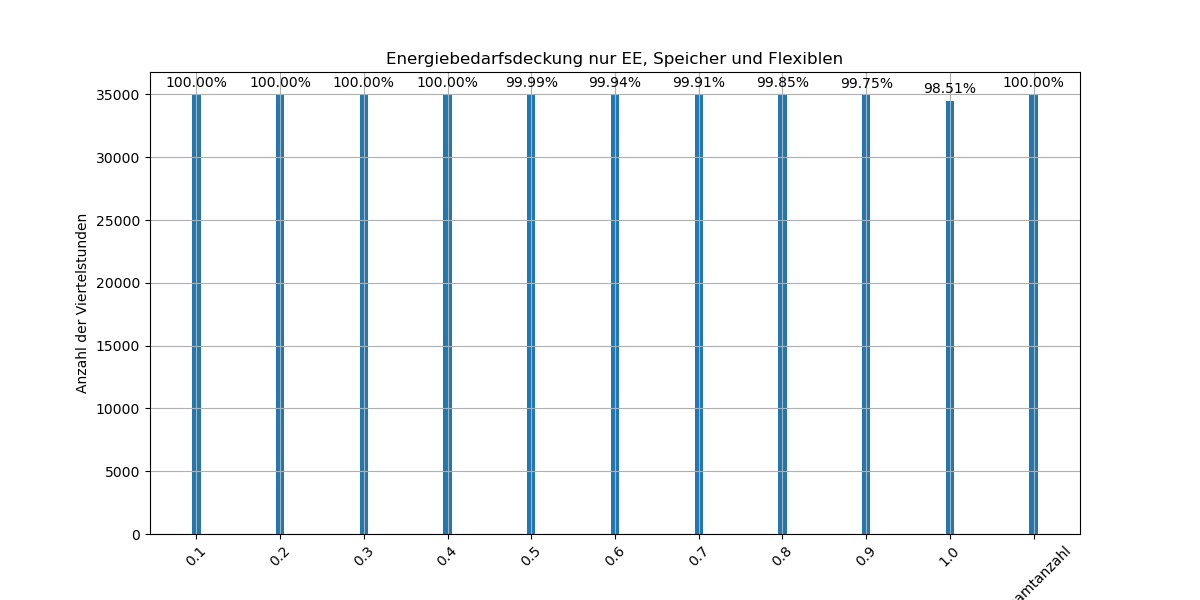 Energiebedarfsdeckung nur EE, Speicher und Flexiblen
100.00% 100.00% 100.00% 100.00% 99.99% 99.94% 99.91% 99.85% 99.75% 98.51% 100.00%
35000
30000
25000
20000
15000
10000
5000
0
Anzahl der Viertelstunden
0.1 0.2 0.3 0.4 0.5 0.6 0.7 0.8 0.9 1.0 amtanzahl